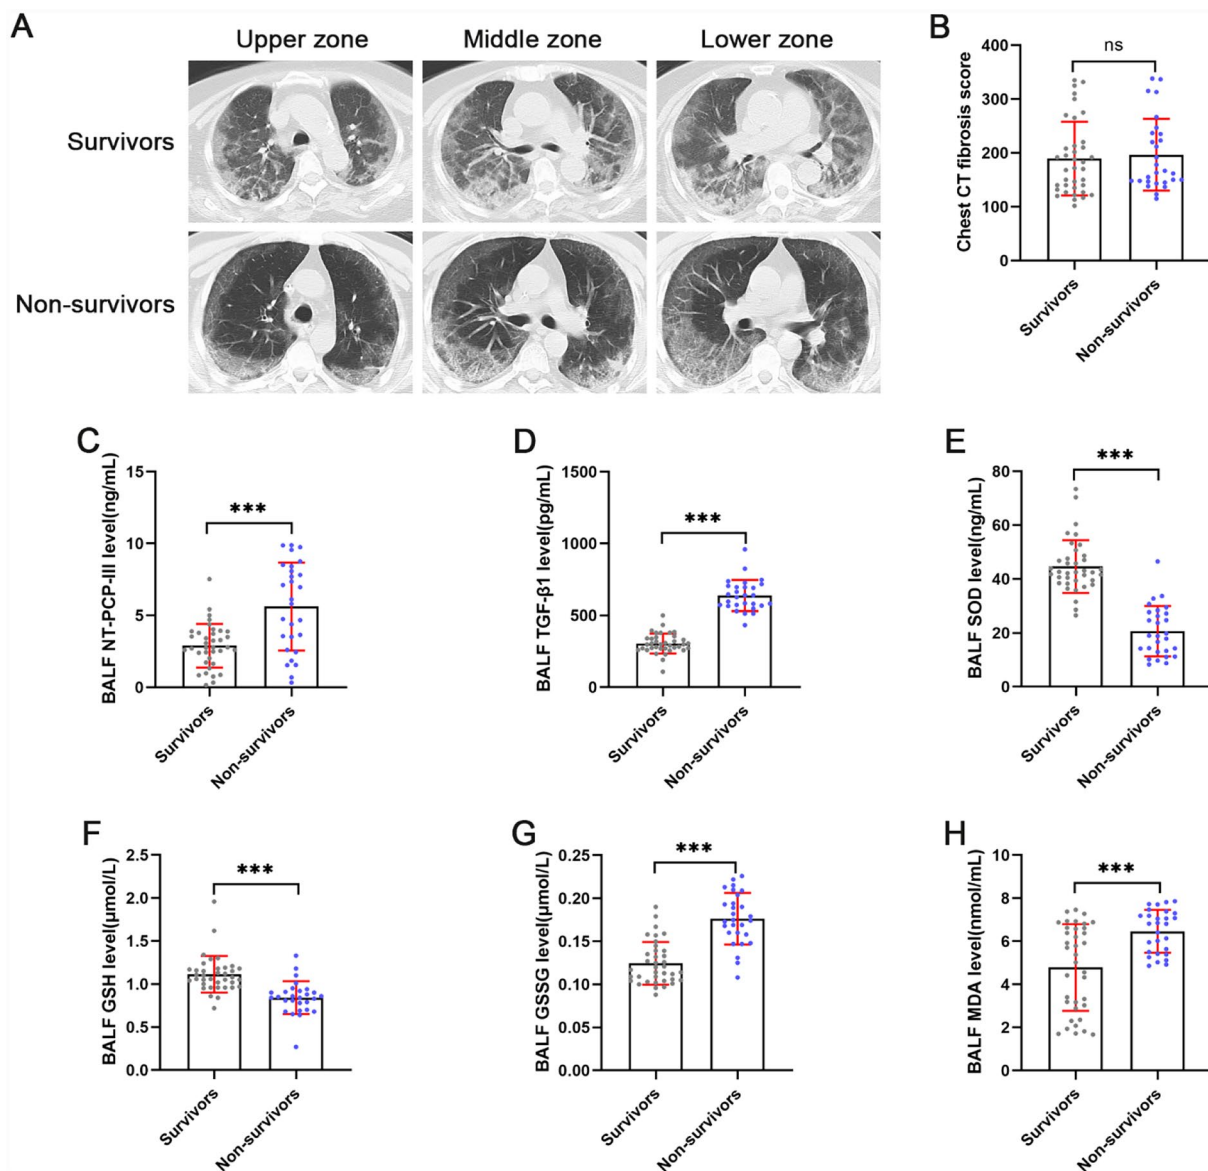 A
Upper zone
Middle zone
Lower zone
Survivors
Non-survivors
B
Chest CT fibrosis score
400
300
200
100
0
ns
Survivors
Non-survivors
C
BALF NT-PCP-III level(ng/mL)
15
10
5
0
***
Survivors
Non-survivors
D
BALF TGF-β1 level(pg/mL)
1500
1000
500
0
***
Survivors
Non-survivors
E
BALF SOD level(ng/mL)
80
60
40
20
0
***
Survivors
Non-survivors
F
BALF GSH level(μmol/L)
2.5
2.0
1.5
1.0
0.5
0.0
***
Survivors
Non-survivors
G
BALF GSSG level(μmol/L)
0.25
0.20
0.15
0.10
0.05
0.00
***
Survivors
Non-survivors
H
BALF MDA level(nmol/mL)
10
8
6
4
2
0
***
Survivors
Non-survivors